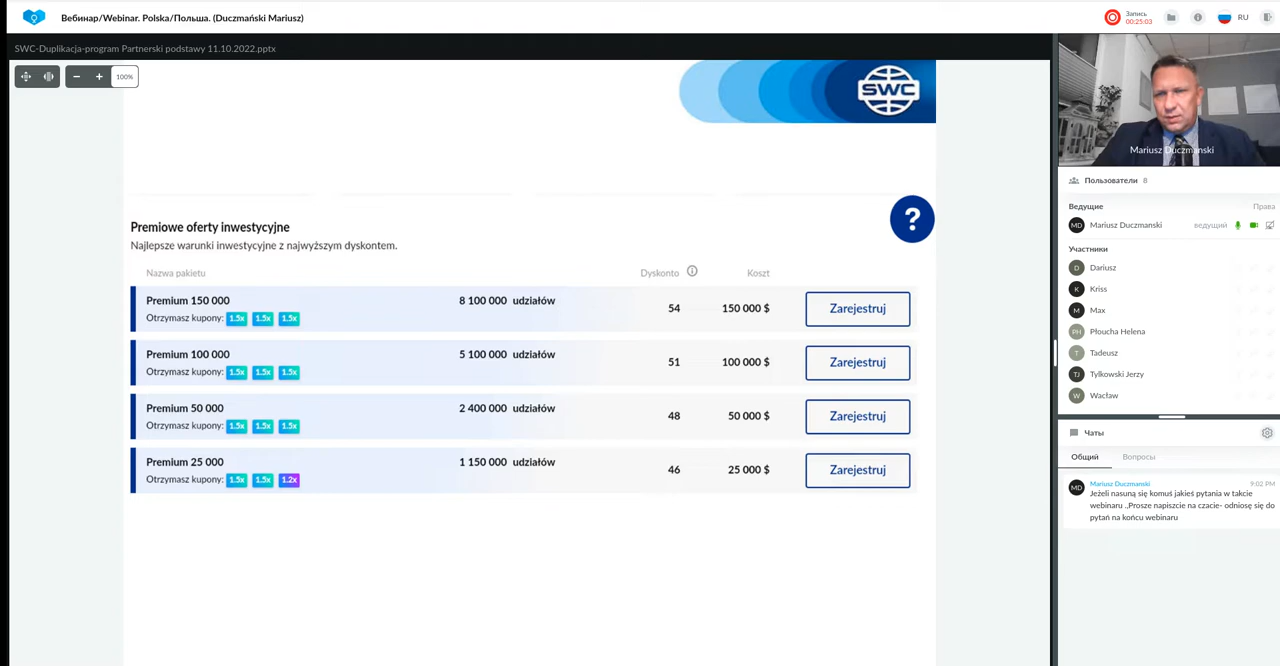 Вебинар/Webinar. Polska/Польша. (Duczmański Mariusz)
Запись
00:25:03
RU
SWC-Duplikacja-program Partnerski podstawy 11.10.2022.pptx
100%
SWC
Premiowe oferty inwestycyjne
Najlepsze warunki inwestycyjne z najwyższym dyskontem.
?
Nazwa pakietu Dyskonto Koszt
Premium 150 000 8 100 000 udziałów 54 150 000 $ Zarejestruj
Otrzymasz kupony: 1.5x 1.5x 1.5x
Premium 100 000 5 100 000 udziałów 51 100 000 $ Zarejestruj
Otrzymasz kupony: 1.5x 1.5x 1.5x
Premium 50 000 2 400 000 udziałów 48 50 000 $ Zarejestruj
Otrzymasz kupony: 1.5x 1.5x 1.5x
Premium 25 000 1 150 000 udziałów 46 25 000 $ Zarejestruj
Otrzymasz kupony: 1.5x 1.5x 1.2x
Mariusz Duczmanski
Пользователи 8
Ведущие Права
MD Mariusz Duczmanski ведущий
Участники
D Dariusz
K Kriss
M Max
PH Płoucha Helena
T Tadeusz
TJ Tylkowski Jerzy
W Wacław
Чаты
Общий Вопросы
MD Mariusz Duczmanski 9:02 PM
Jeżeli nasuną się komuś jakieś pytania w takcie
webinaru ,,Prosze napiszcie na czacie- odniosę się do
pytań na końcu webinaru